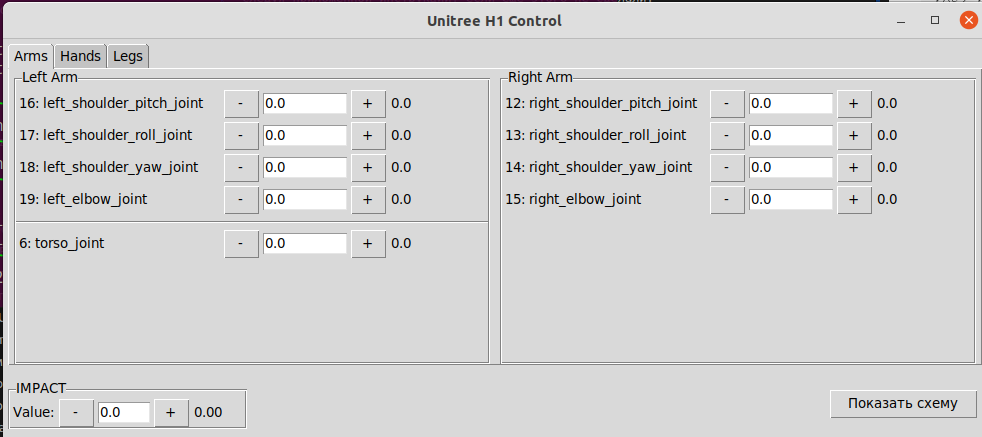 Unitree H1 Control
Arms Hands Legs
Left Arm
16: left_shoulder_pitch_joint - 0.0 + 0.0
17: left_shoulder_roll_joint - 0.0 + 0.0
18: left_shoulder_yaw_joint - 0.0 + 0.0
19: left_elbow_joint - 0.0 + 0.0
6: torso_joint - 0.0 + 0.0
Right Arm
12: right_shoulder_pitch_joint - 0.0 + 0.0
13: right_shoulder_roll_joint - 0.0 + 0.0
14: right_shoulder_yaw_joint - 0.0 + 0.0
15: right_elbow_joint - 0.0 + 0.0
IMPACT
Value: - 0.0 + 0.00
Показать схему